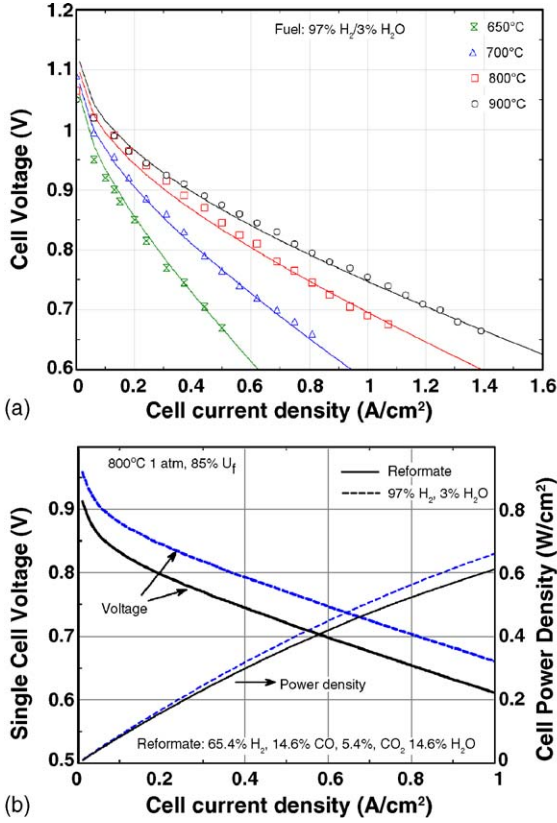 1.2
Fuel: 97% H₂/3% H₂O
650°C
700°C
800°C
900°C
1.1
1
0.9
0.8
0.7
0.6
Cell Voltage (V)
0
0.2
0.4
0.6
0.8
1
1.2
1.4
1.6
(a)
Cell current density (A/cm²)
800°C 1 atm, 85% U_f
Reformate
97% H₂, 3% H₂O
0.9
0.8
0.7
0.6
0.5
Single Cell Voltage (V)
Voltage
Power density
0.8
0.6
0.4
0.2
0
Cell Power Density (W/cm²)
Reformate: 65.4% H₂, 14.6% CO, 5.4%, CO₂ 14.6% H₂O
0
0.2
0.4
0.6
0.8
1
(b)
Cell current density (A/cm²)